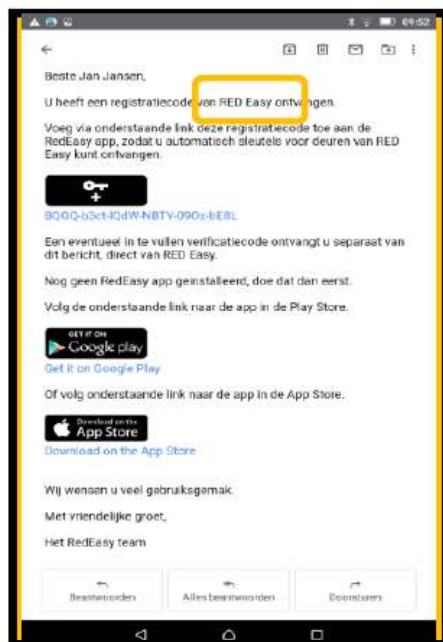 09:52
Beste Jan Jansen,
U heeft een registratiecode van RED Easy ontvangen.
Voeg via onderstaande link deze registratiecode toe aan de
RedEasy app, zodat u automatisch sleutels voor deuren van RED
Easy kunt ontvangen.
Een eventueel in te vullen verificatiecode ontvangt u separaat van
dit bericht, direct van RED Easy.
Nog geen RedEasy app geinstalleerd, doe dat dan eerst.
Volg de onderstaande link naar de app in de Play Store.
GET IT ON
Google play
Get it on Google Play
Of volg onderstaande link naar de app in de App Store.
Download on the
App Store
Download on the App Store
Wij wensen u veel gebruiksgemak.
Met vriendelijke groet,
Het RedEasy team
Beantwoorden
Allen beantwoorden
Doorsturen